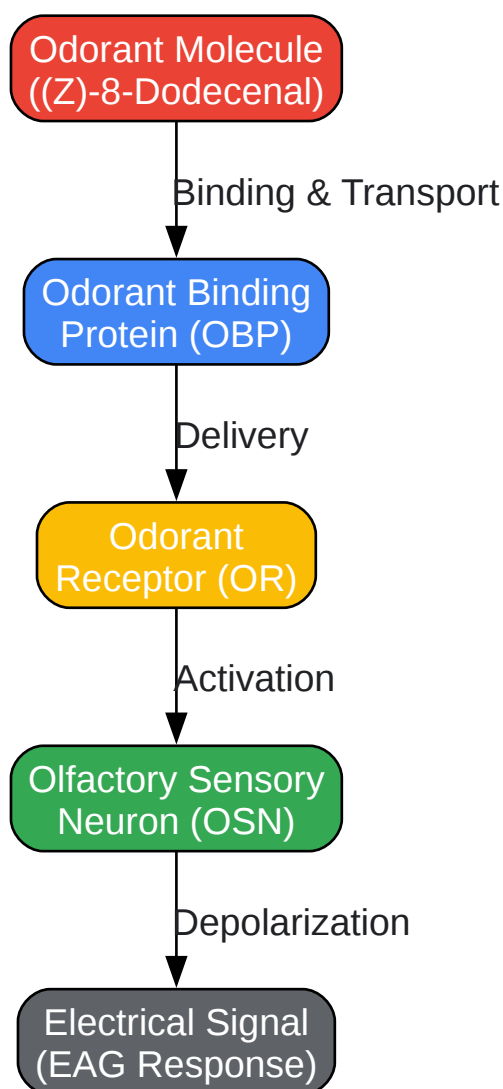 Odorant Molecule
((Z)-8-Dodecenal)
Binding & Transport
Odorant Binding
Protein (OBP)
Delivery
Odorant
Receptor (OR)
Activation
Olfactory Sensory
Neuron (OSN)
Depolarization
Electrical Signal
(EAG Response)